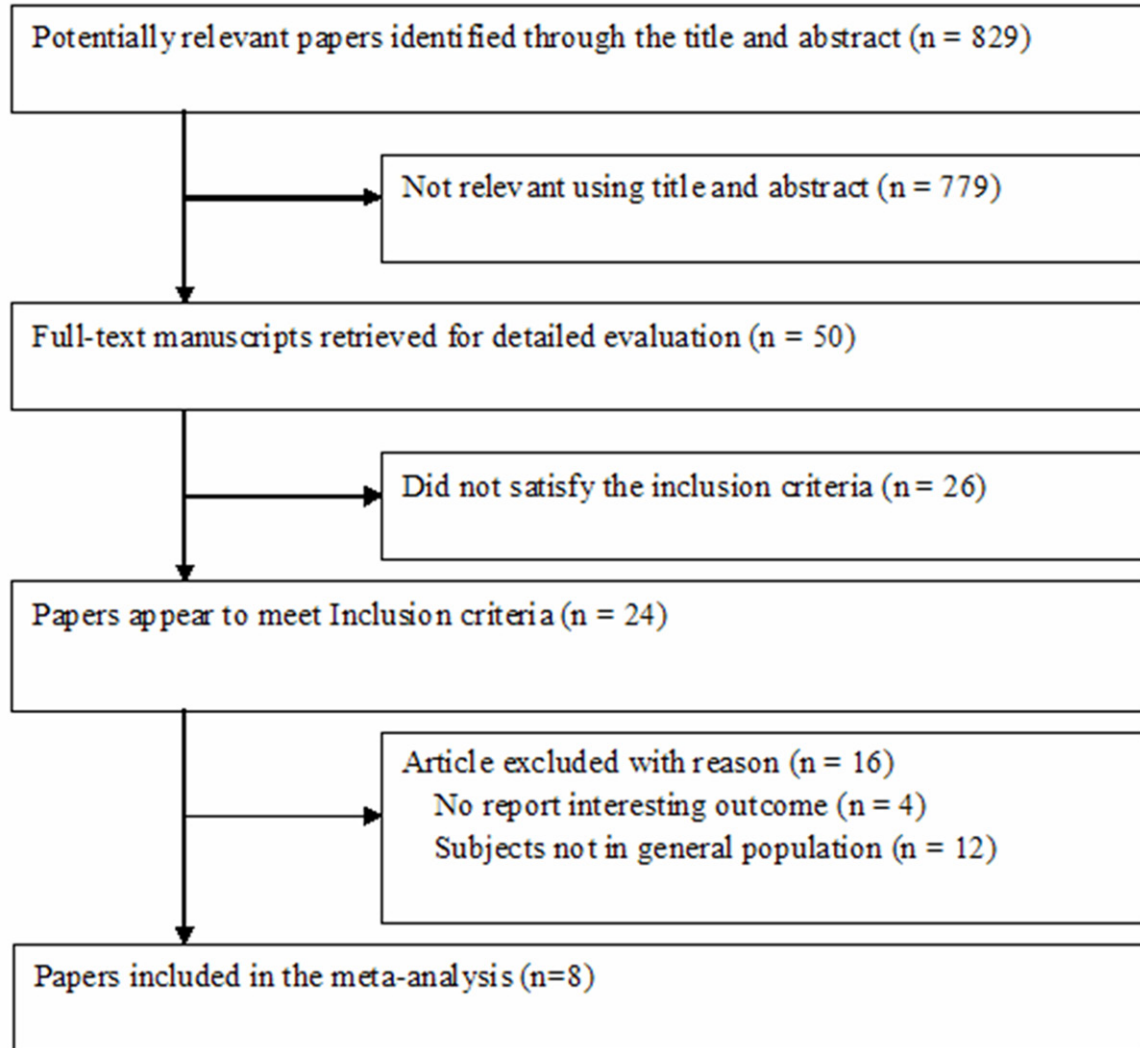 Potentially relevant papers identified through the title and abstract (n = 829)
Not relevant using title and abstract (n = 779)
Full-text manuscripts retrieved for detailed evaluation (n = 50)
Did not satisfy the inclusion criteria (n = 26)
Papers appear to meet Inclusion criteria (n = 24)
Article excluded with reason (n = 16)
No report interesting outcome (n = 4)
Subjects not in general population (n = 12)
Papers included in the meta-analysis (n=8)